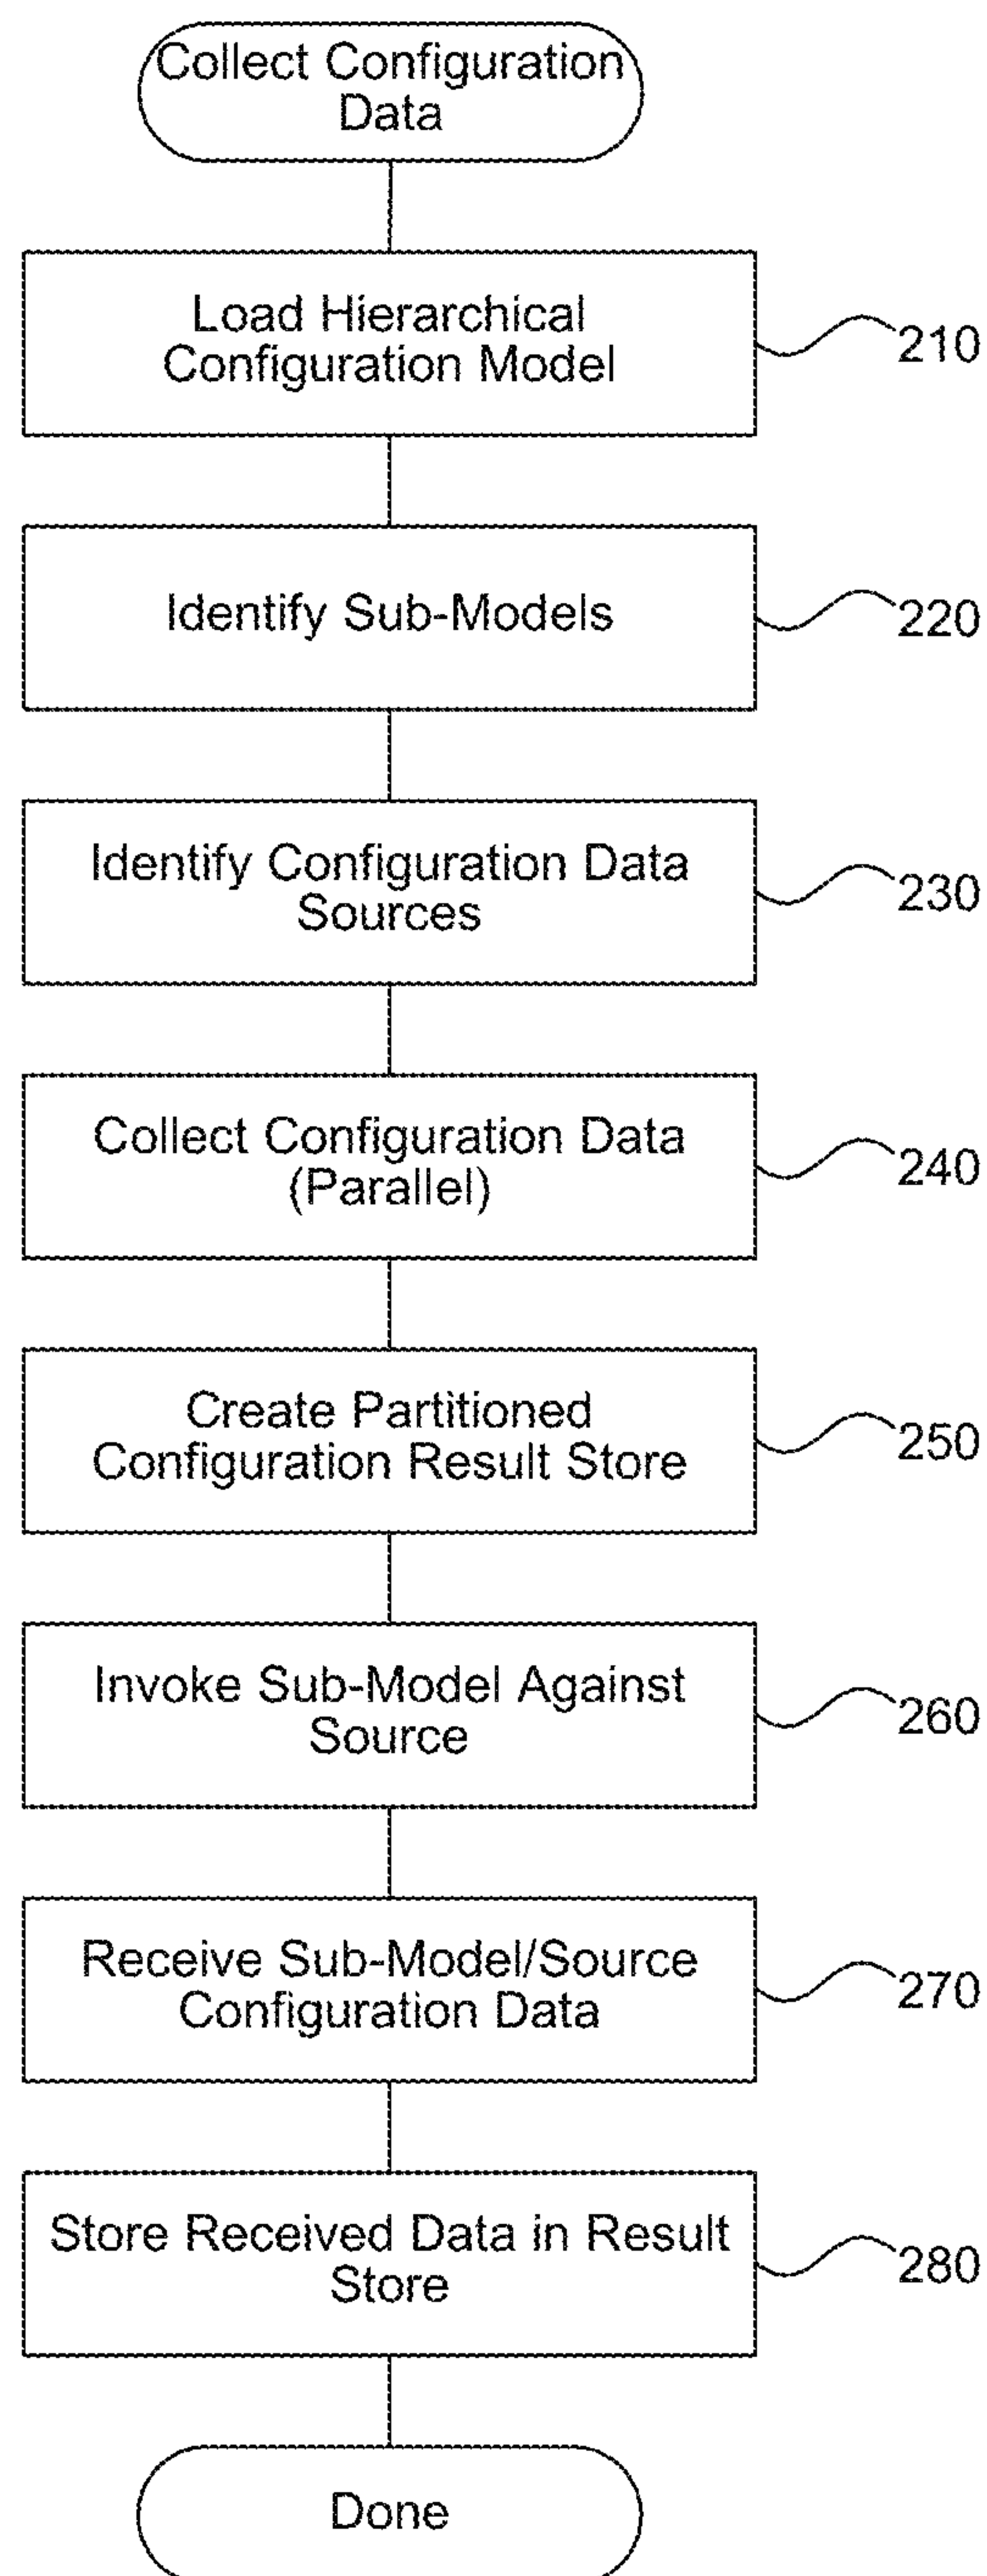 Collect Configuration
Data
Load Hierarchical
Configuration Model
210
Identify Sub-Models
220
Identify Configuration Data
Sources
230
Collect Configuration Data
(Parallel)
240
Create Partitioned
Configuration Result Store
250
Invoke Sub-Model Against
Source
260
Receive Sub-Model/Source
Configuration Data
270
Store Received Data in Result
Store
280
Done